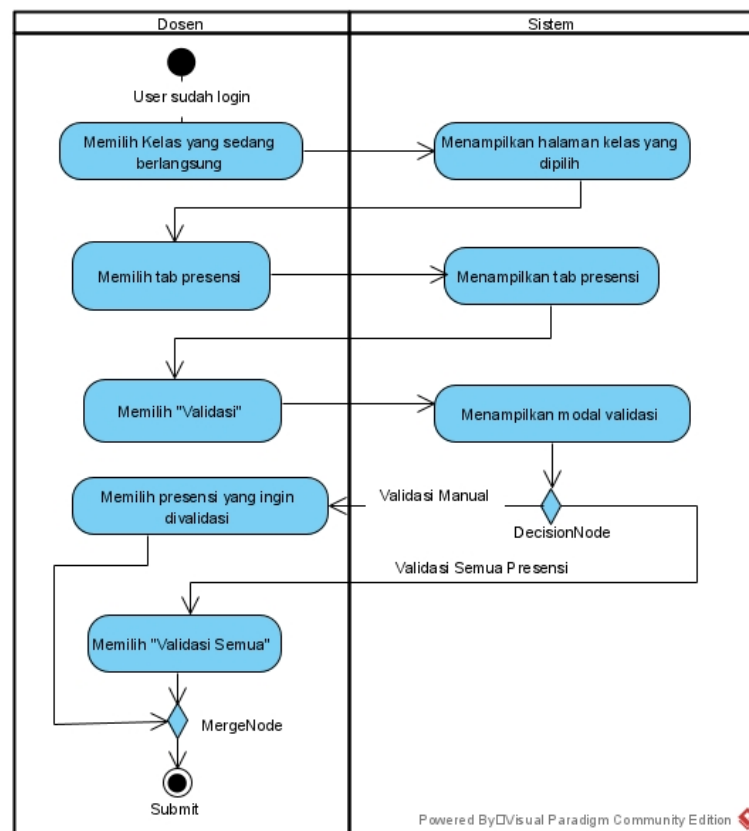 Dosen
Sistem
User sudah login
Memilih Kelas yang sedang
berlangsung
Menampilkan halaman kelas yang
dipilih
Memilih tab presensi
Menampilkan tab presensi
Memilih "Validasi"
Menampilkan modal validasi
Memilih presensi yang ingin
divalidasi
Validasi Manual
DecisionNode
Validasi Semua Presensi
Memilih "Validasi Semua"
MergeNode
Submit
Powered By□Visual Paradigm Community Edition